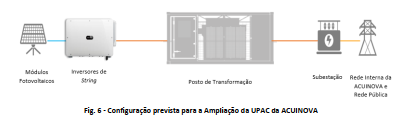 Módulos
Fotovoltaicos
Inversores de
String
Posto de Transformação
Subestação
Rede Interna da
ACUINOVA e
Rede Pública
Fig. 6 - Configuração prevista para a Ampliação da UPAC da ACUINOVA